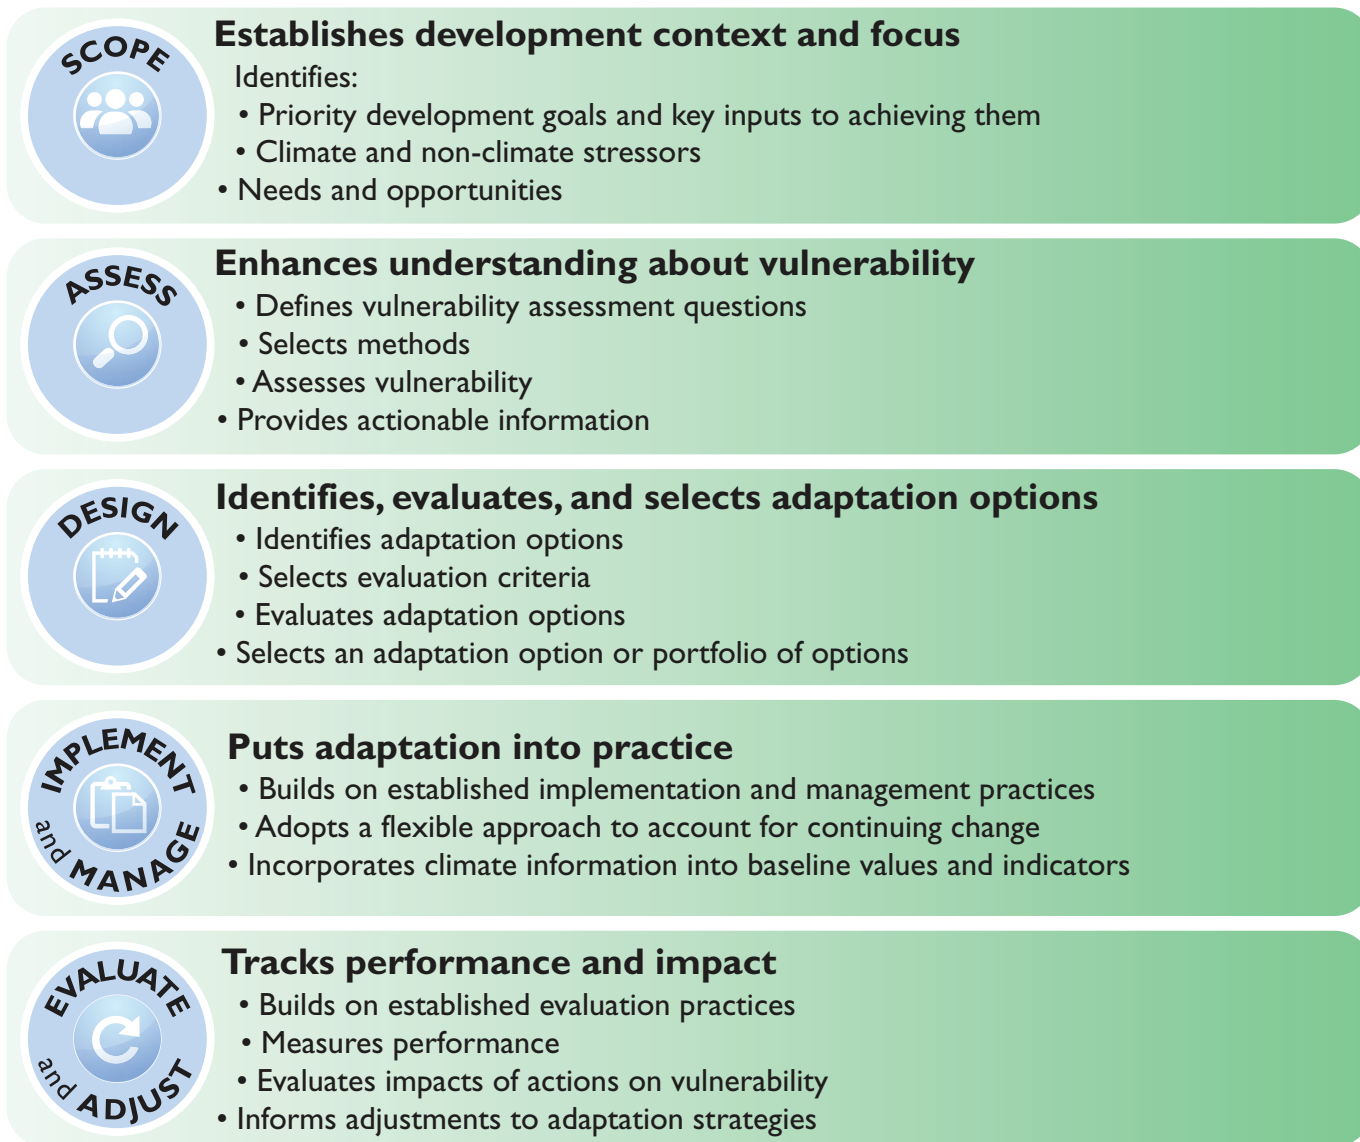 SCOPE
Establishes development context and focus
Identifies:
• Priority development goals and key inputs to achieving them
• Climate and non-climate stressors
• Needs and opportunities
ASSESS
Enhances understanding about vulnerability
• Defines vulnerability assessment questions
• Selects methods
• Assesses vulnerability
• Provides actionable information
DESIGN
Identifies, evaluates, and selects adaptation options
• Identifies adaptation options
• Selects evaluation criteria
• Evaluates adaptation options
• Selects an adaptation option or portfolio of options
IMPLEMENT
and MANAGE
Puts adaptation into practice
• Builds on established implementation and management practices
• Adopts a flexible approach to account for continuing change
• Incorporates climate information into baseline values and indicators
EVALUATE
and ADJUST
Tracks performance and impact
• Builds on established evaluation practices
• Measures performance
• Evaluates impacts of actions on vulnerability
• Informs adjustments to adaptation strategies